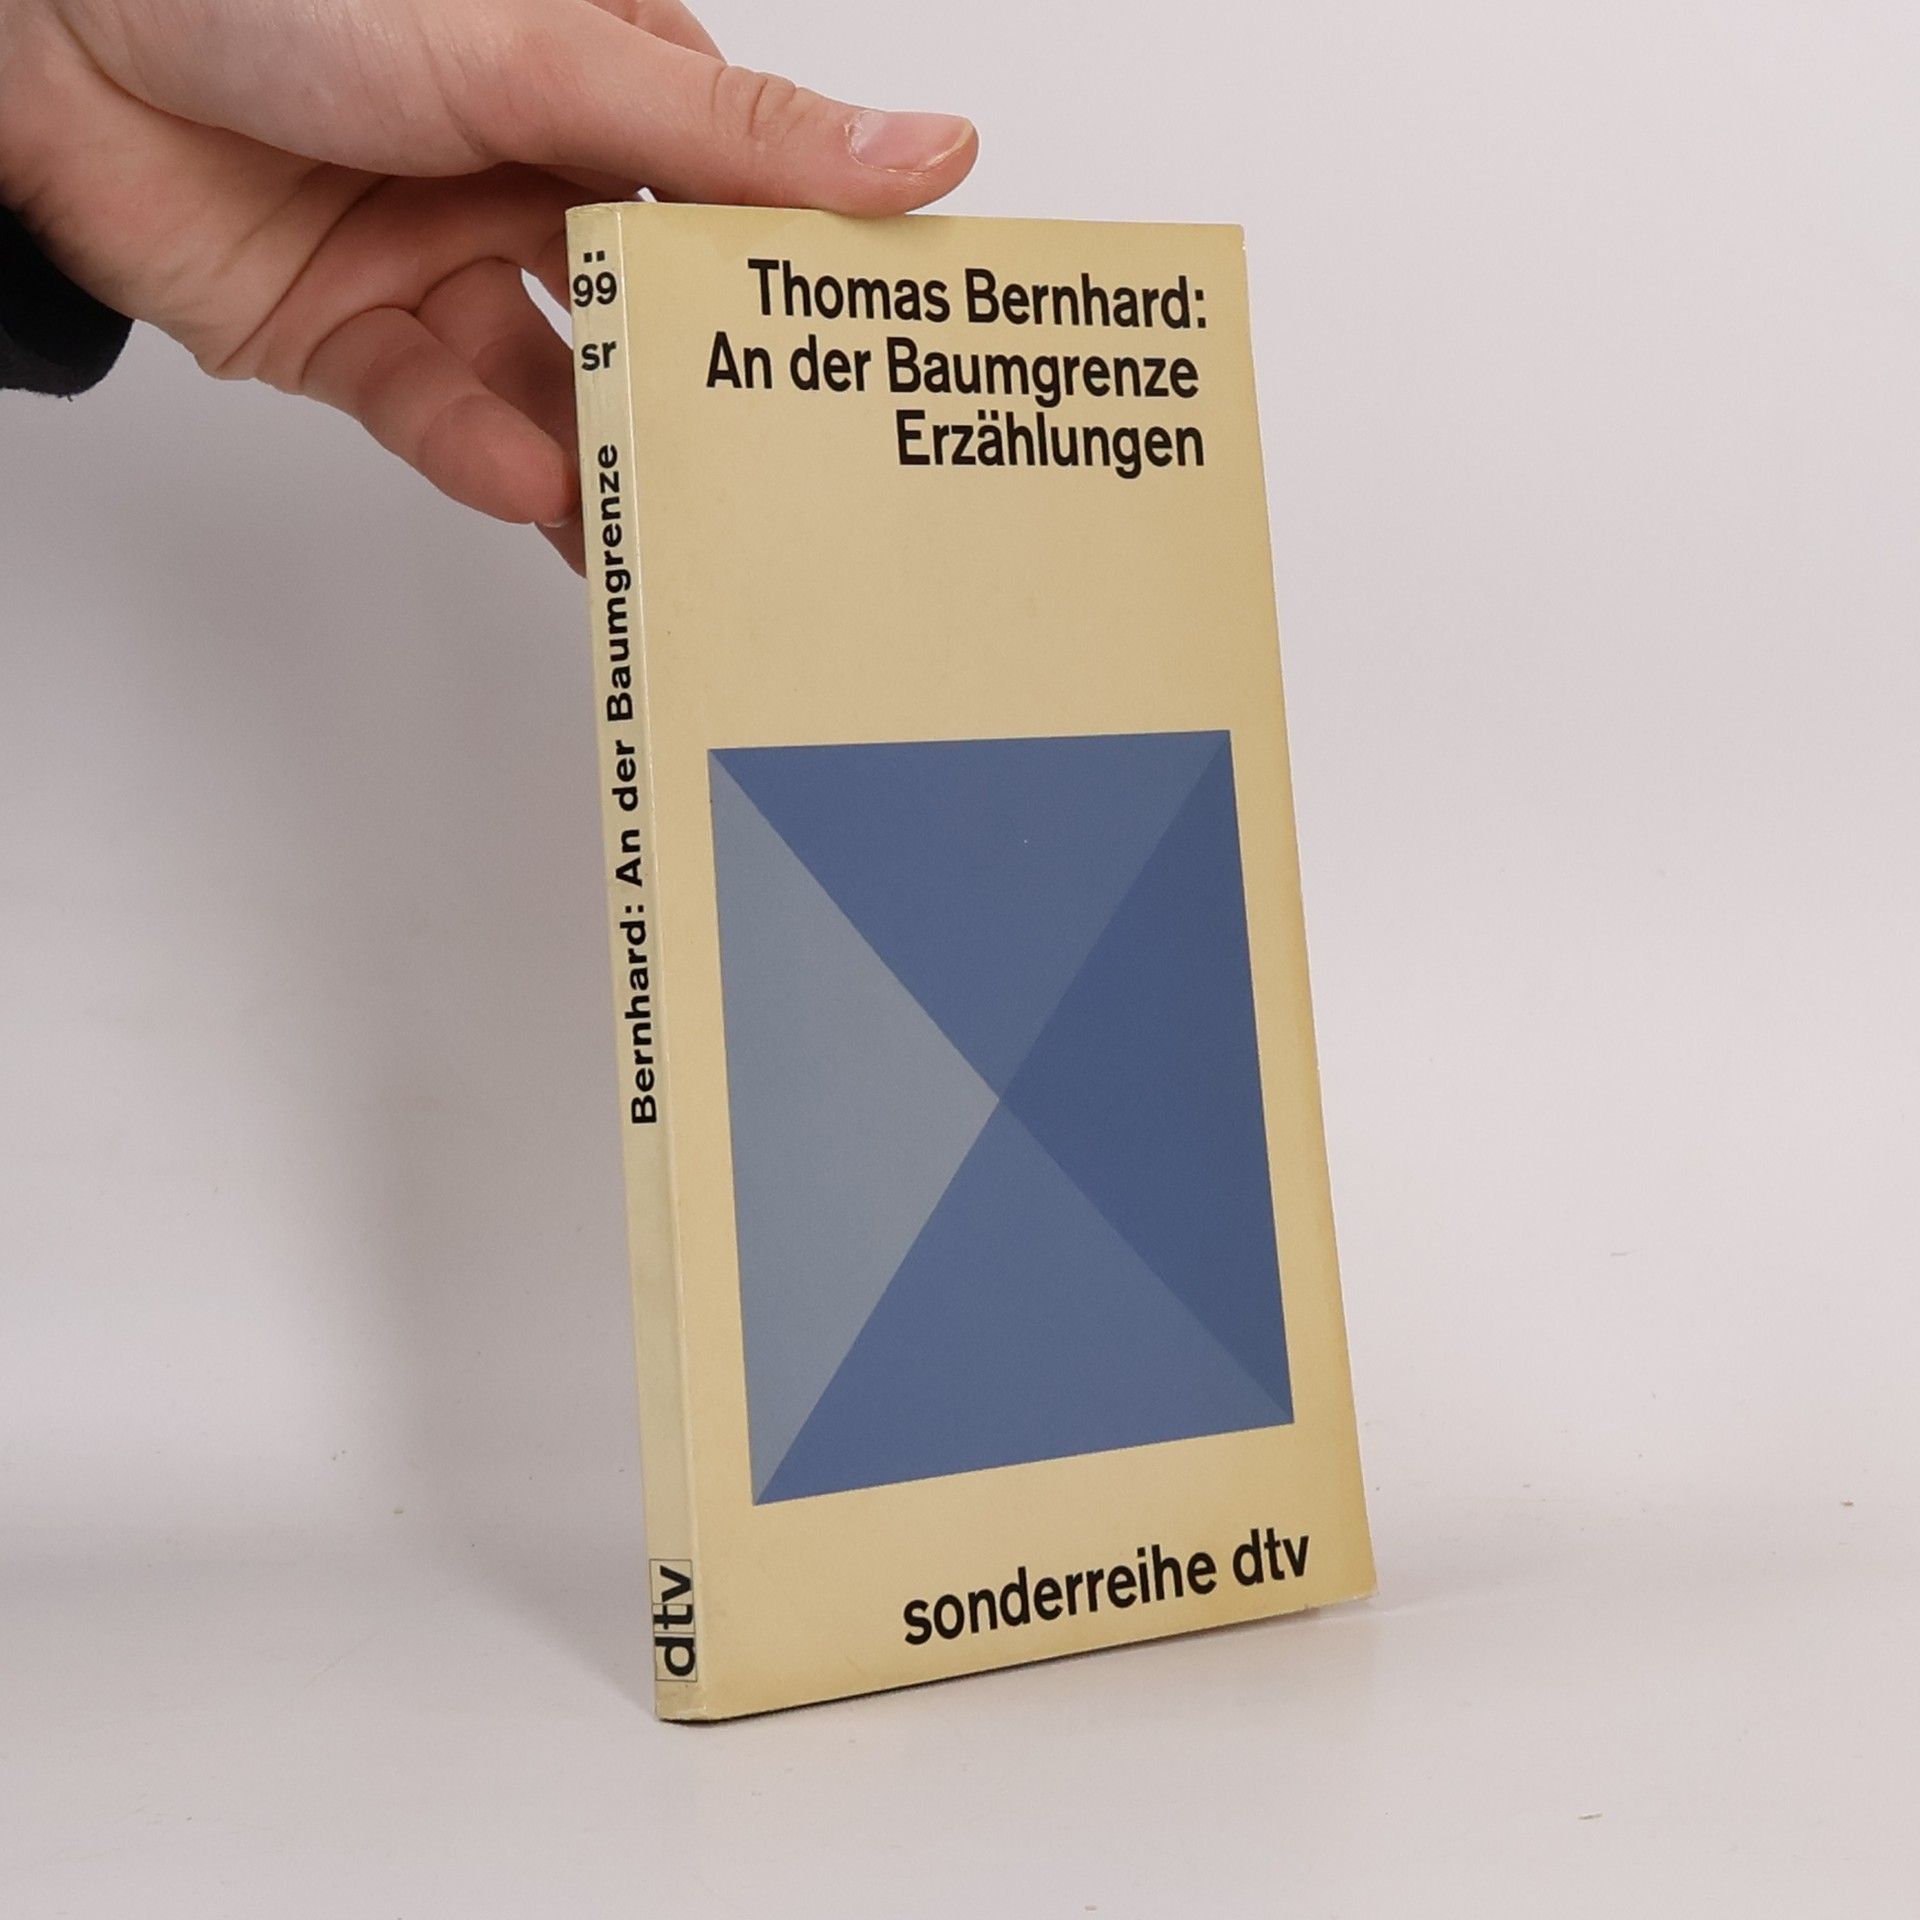 Thomas Bernhard:
An der Baumgrenze
Erzählungen
sonderreihe dtv
99
sr
Bernhard: An der Baumgrenze
dtv